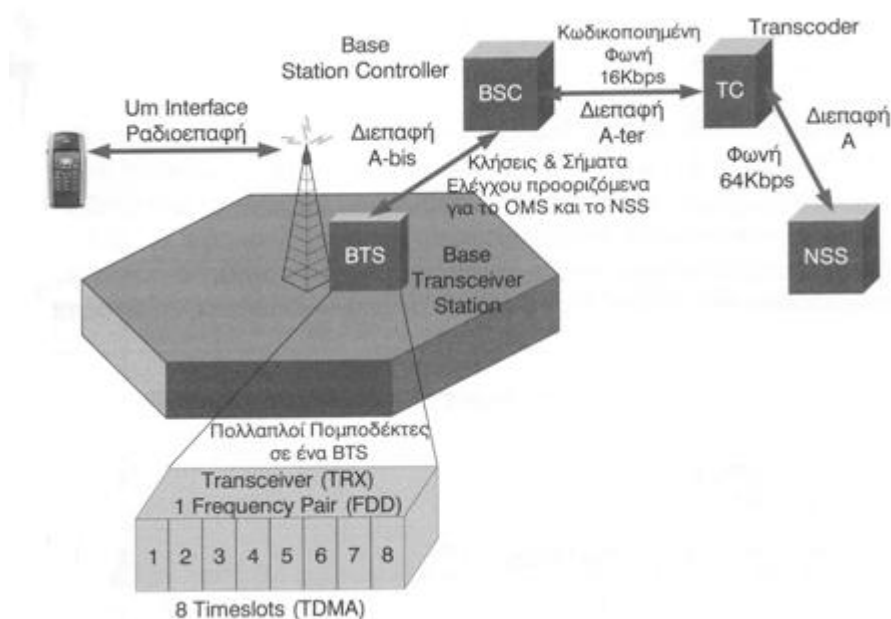 Base
Station Controller
Κωδικοποιημένη
Φωνή
16Kbps
Transcoder
BSC
TC
Um Interface
Ραδιοεπαφή
Διεπαφή
A-bis
Διεπαφή
A-ter
Διεπαφή
A
Κλήσεις & Σήματα
Ελέγχου προοριζόμενα
για το OMS και το NSS
Φωνή
64Kbps
BTS
Base
Transceiver
Station
NSS
Πολλαπλοί Πομποδέκτες
σε ένα BTS
Transceiver (TRX)
1 Frequency Pair (FDD)
1 2 3 4 5 6 7 8
8 Timeslots (TDMA)